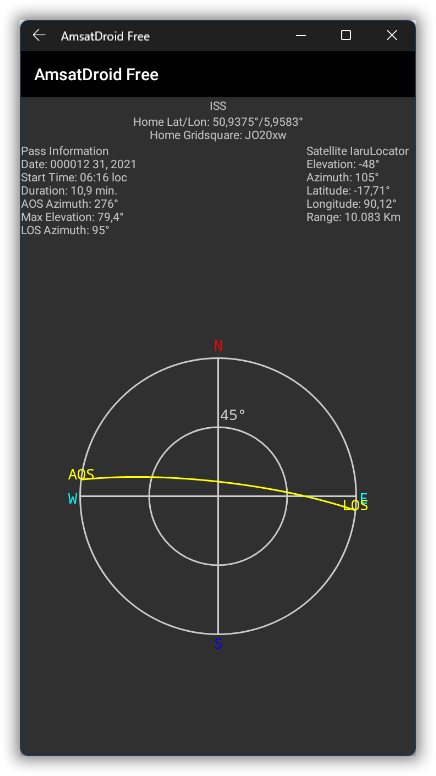 AmsatDroid Free
AmsatDroid Free
ISS
Home Lat/Lon: 50,9375°/5,9583°
Home Gridsquare: JO20xw
Pass Information
Date: 000012 31, 2021
Start Time: 06:16 loc
Duration: 10,9 min.
AOS Azimuth: 276°
Max Elevation: 79,4°
LOS Azimuth: 95°
Satellite IaruLocator
Elevation: -48°
Azimuth: 105°
Latitude: -17,71°
Longitude: 90,12°
Range: 10.083 Km
N
45°
AOS
W
E
LOS
S